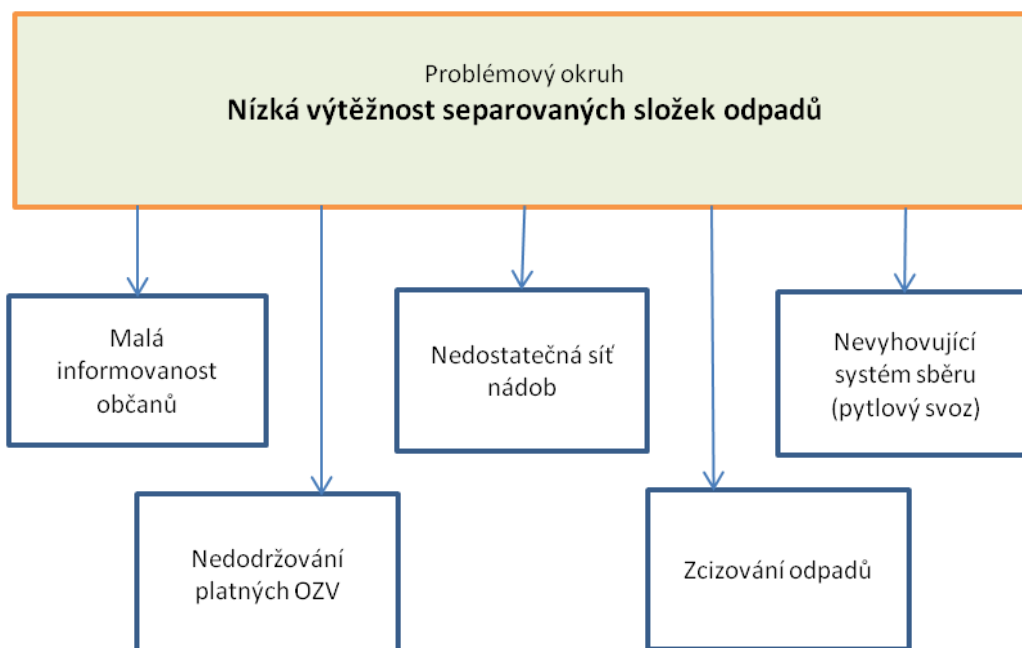 Problémový okruh
Nízká výtěžnost separovaných složek odpadů
Malá
informovanost
občanů
Nedostatečná síť
nádob
Nevyhovující
systém sběru
(pytlový svoz)
Nedodržování
platných OZV
Zcizování odpadů